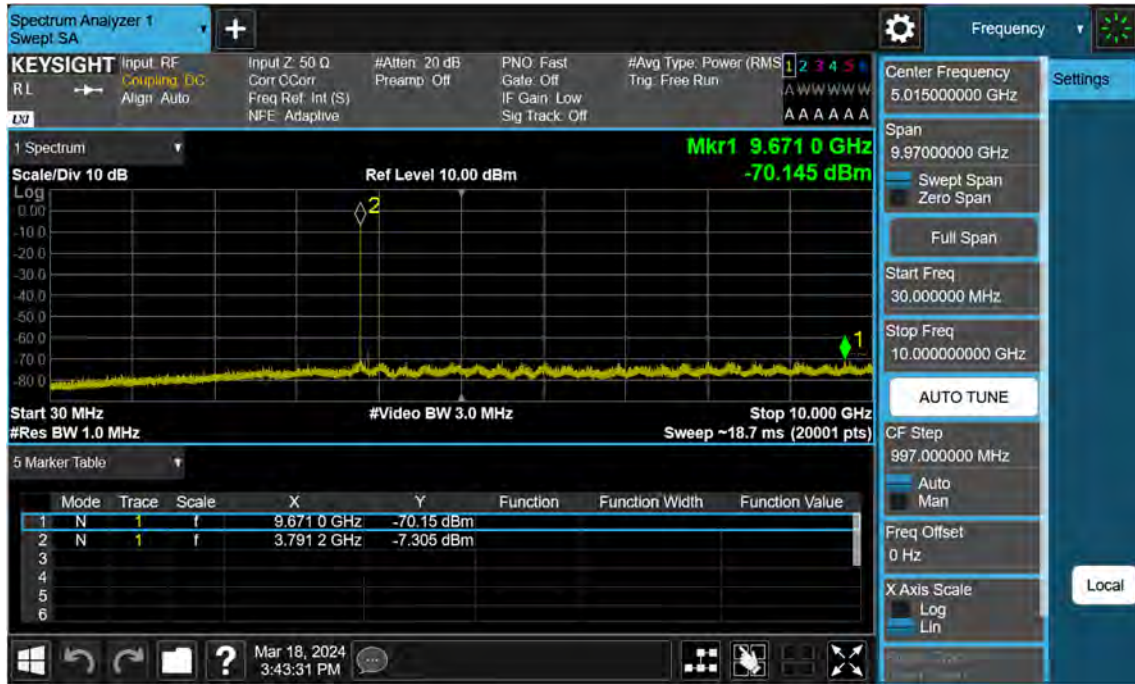 Spectrum Analyzer 1
Swept SA
Frequency
KEYSIGHT
RL
LXI
Input: RF
Coupling: DC
Align: Auto
Input Z: 50 Ω
Corr CCorr
Freq Ref: Int (S)
NFE: Adaptive
#Atten: 20 dB
Preamp: Off
PNO: Fast
Gate: Off
IF Gain: Low
Sig Track: Off
#Avg Type: Power (RMS
Trig: Free Run
1 2 3 4 5 6
A W W W W W
A A A A A A
1 Spectrum
Scale/Div 10 dB
Ref Level 10.00 dBm
Mkr1 9.671 0 GHz
-70.145 dBm
Log
0.00
-10.0
-20.0
-30.0
-40.0
-50.0
-60.0
-70.0
-80.0
2
1
Start 30 MHz
#Res BW 1.0 MHz
#Video BW 3.0 MHz
Stop 10.000 GHz
Sweep ~18.7 ms (20001 pts)
5 Marker Table
Mode Trace Scale X Y Function Function Width Function Value
1 N 1 f 9.671 0 GHz -70.15 dBm
2 N 1 f 3.791 2 GHz -7.305 dBm
3
4
5
6
Mar 18, 2024
3:43:31 PM
Center Frequency
5.015000000 GHz
Span
9.97000000 GHz
Swept Span
Zero Span
Full Span
Start Freq
30.000000 MHz
Stop Freq
10.000000000 GHz
AUTO TUNE
CF Step
997.000000 MHz
Auto
Man
Freq Offset
0 Hz
X Axis Scale
Log
Lin
Settings
Local